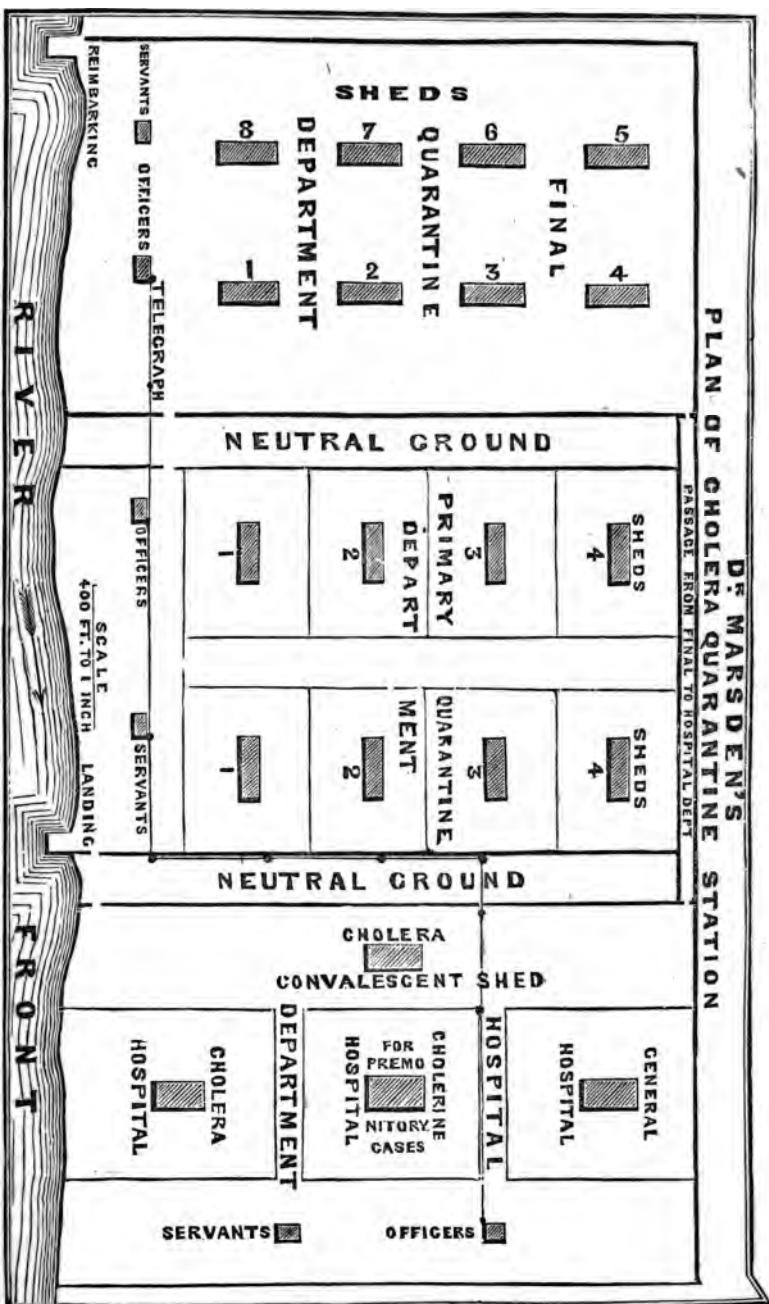 DR. MARSDEN'S
PLAN OF CHOLERA QUARANTINE STATION
SHEDS
8
7
6
5
DEPARTMENT
QUARANTINE
FINAL
1
2
3
4
SERVANTS
REIMBARKING
OFFICERS
TELEGRAPH
NEUTRAL GROUND
PASSAGE FROM FINAL TO HOSPITAL DEPT
PRIMARY
DEPART
SHEDS
1
2
3
4
OFFICERS
SCALE
400 FT. TO 1 INCH
MENT
QUARANTINE
SHEDS
1
2
3
4
SERVANTS
LANDING
NEUTRAL GROUND
CHOLERA
CONVALESCENT SHED
DEPARTMENT
HOSPITAL
CHOLERA
HOSPITAL
CHOLERINE
FOR
PREMO
NITORY
CASES
HOSPITAL
GENERAL
HOSPITAL
SERVANTS
OFFICERS
RIVER FRONT